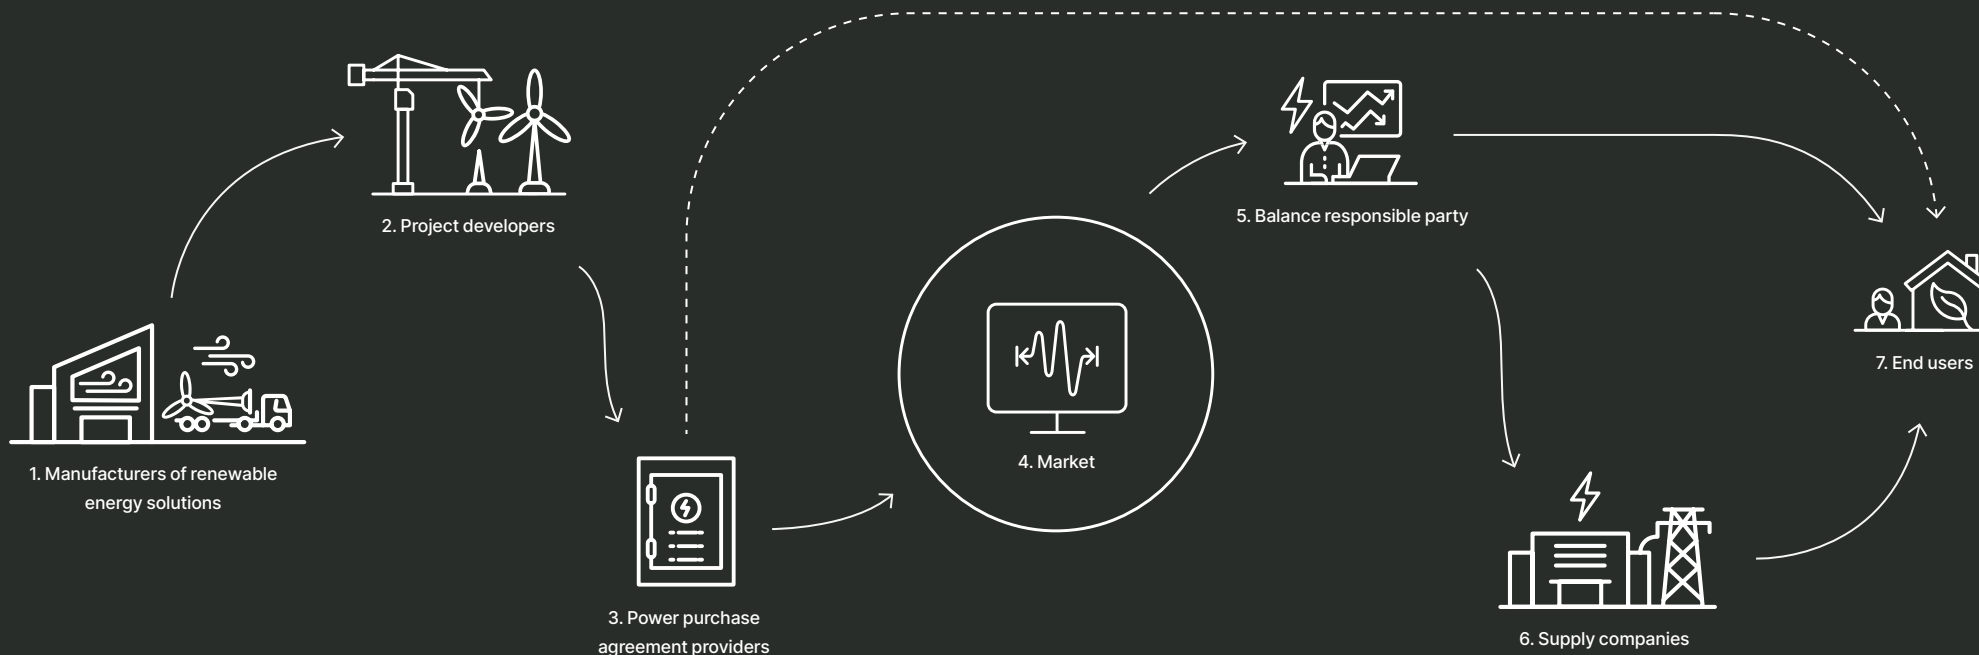 1. Manufacturers of renewable
energy solutions
2. Project developers
3. Power purchase
agreement providers
4. Market
5. Balance responsible party
6. Supply companies
7. End users